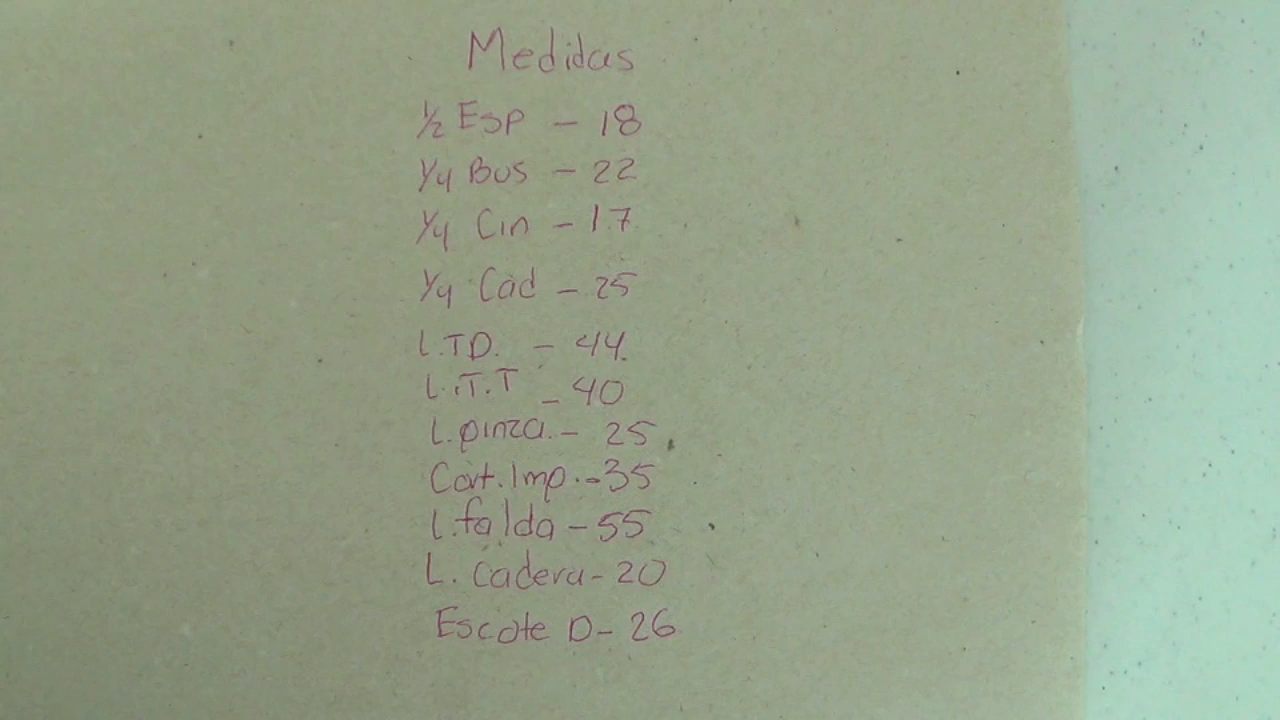 Medidas
½ Esp - 18
1/4 Bus - 22
1/4 Cin - 17
1/4 Cad - 25
L.T.D. - 44
L.T.T - 40
L.pinza. - 25
Cort.Imp. - 35
L.falda - 55
L. cadera - 20
Escote D - 26